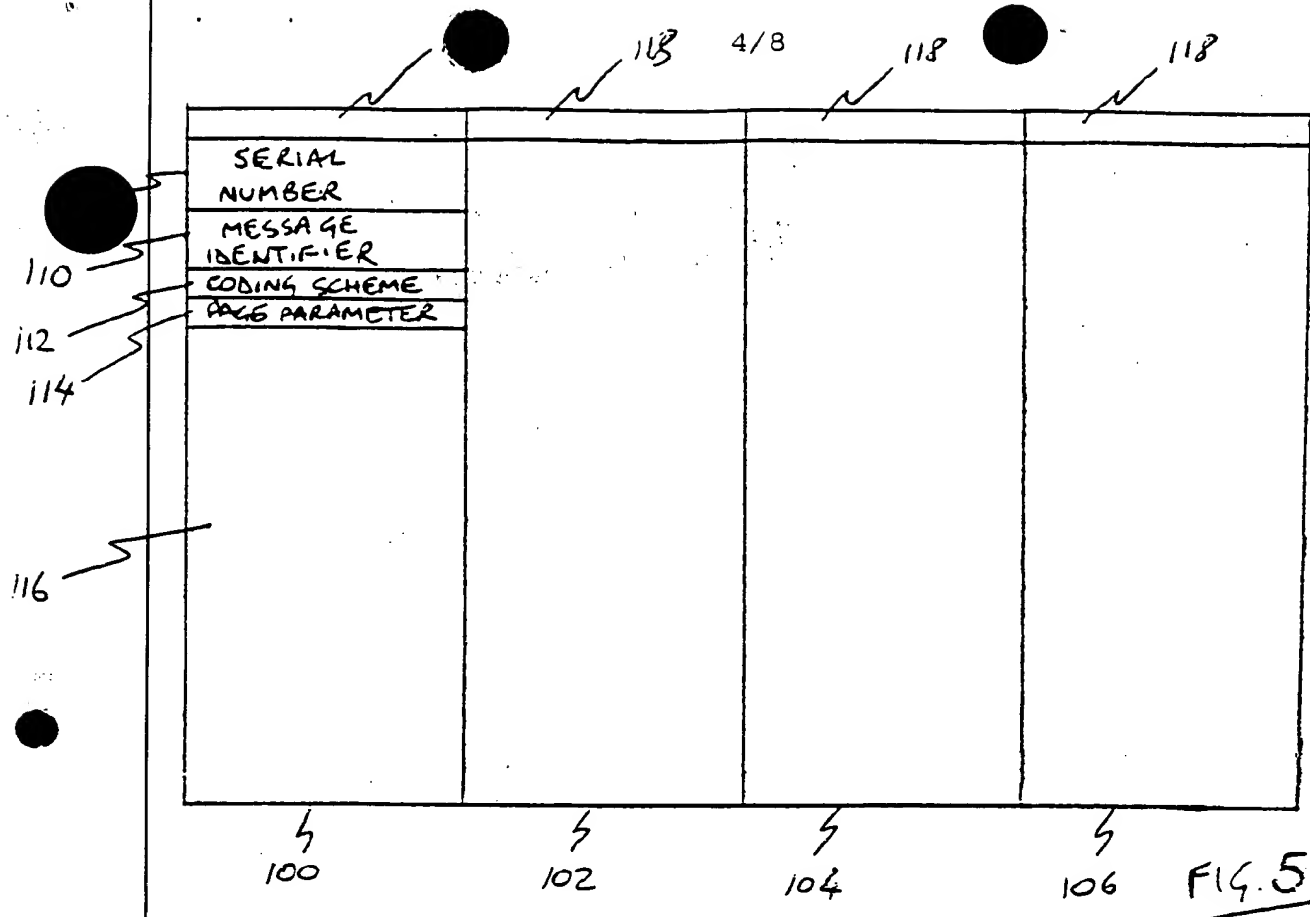 118 4/8 118 118
SERIAL
NUMBER
MESSAGE
IDENTIFIER
110
CODING SCHEME
PAGE PARAMETER
112
114
116
100 102 104 106 FIG. 5